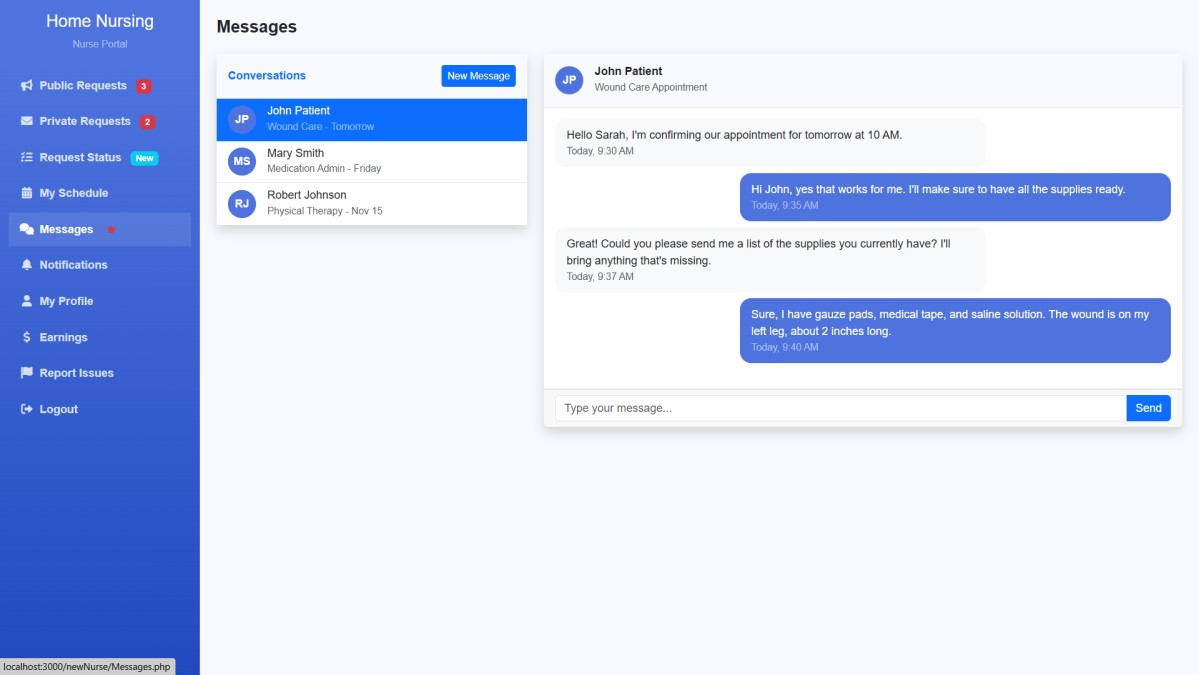 Home Nursing
Nurse Portal
Public Requests 3
Private Requests 2
Request Status New
My Schedule
Messages
Notifications
My Profile
Earnings
Report Issues
Logout
localhost:3000/newNurse/Messages.php
Messages
Conversations New Message
JP John Patient
Wound Care - Tomorrow
MS Mary Smith
Medication Admin - Friday
RJ Robert Johnson
Physical Therapy - Nov 15
JP John Patient
Wound Care Appointment
Hello Sarah, I'm confirming our appointment for tomorrow at 10 AM.
Today, 9:30 AM
Hi John, yes that works for me. I'll make sure to have all the supplies ready.
Today, 9:35 AM
Great! Could you please send me a list of the supplies you currently have? I'll
bring anything that's missing.
Today, 9:37 AM
Sure, I have gauze pads, medical tape, and saline solution. The wound is on my
left leg, about 2 inches long.
Today, 9:40 AM
Type your message... Send